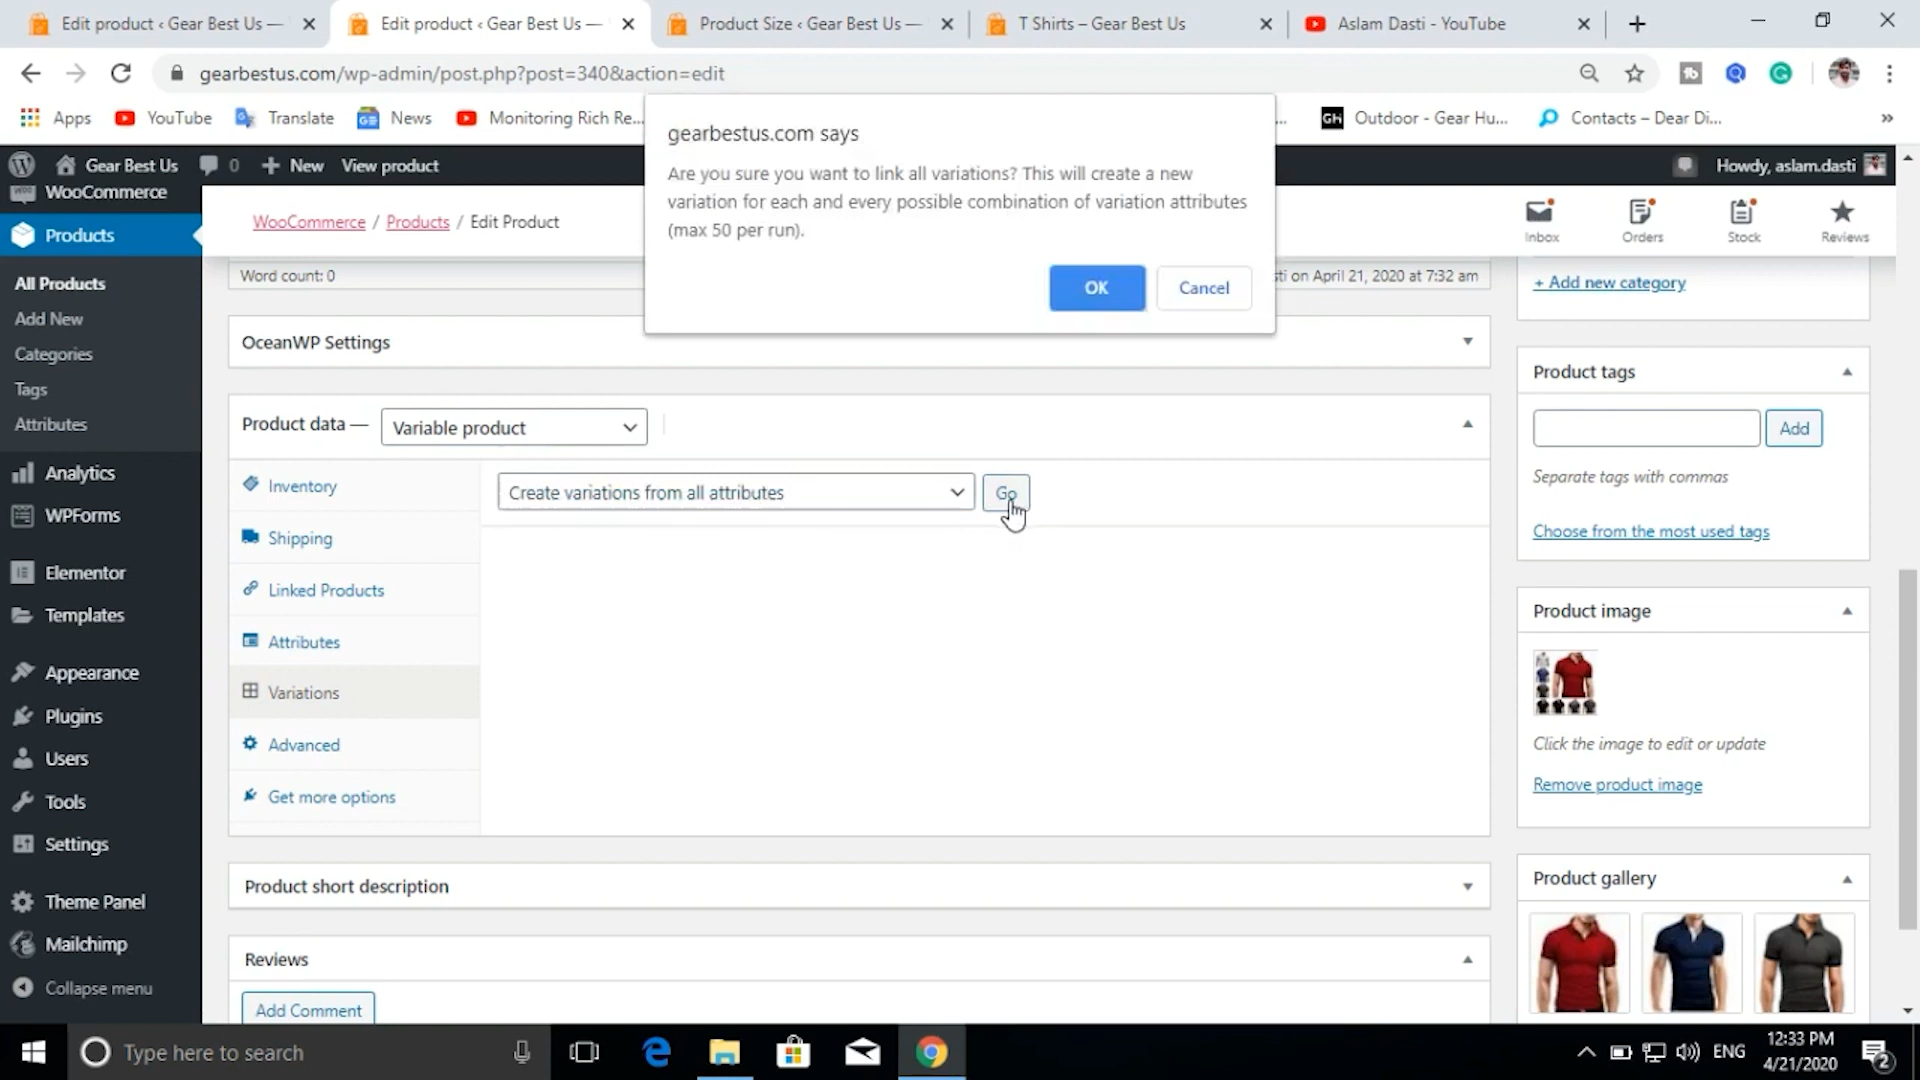 Edit product ‹ Gear Best Us —
Edit product ‹ Gear Best Us —
Product Size ‹ Gear Best Us —
T Shirts – Gear Best Us
Aslam Dasti - YouTube
gearbestus.com/wp-admin/post.php?post=340&action=edit
Apps
YouTube
Translate
News
Monitoring Rich Re...
GH
Outdoor - Gear Hu...
Contacts – Dear Di...
gearbestus.com says
Are you sure you want to link all variations? This will create a new
variation for each and every possible combination of variation attributes
(max 50 per run).
OK
Cancel
Gear Best Us
0
New
View product
Howdy, aslam.dasti
WooCommerce
Products
All Products
Add New
Categories
Tags
Attributes
Analytics
WPForms
Elementor
Templates
Appearance
Plugins
Users
Tools
Settings
Theme Panel
Mailchimp
Collapse menu
WooCommerce / Products / Edit Product
Inbox
Orders
Stock
Reviews
Word count: 0
sti on April 21, 2020 at 7:32 am
OceanWP Settings
Product data — Variable product
Inventory
Shipping
Linked Products
Attributes
Variations
Advanced
Get more options
Create variations from all attributes
Go
Product short description
Reviews
Add Comment
+ Add new category
Product tags
Add
Separate tags with commas
Choose from the most used tags
Product image
Click the image to edit or update
Remove product image
Product gallery
Type here to search
ENG
12:33 PM
4/21/2020
2